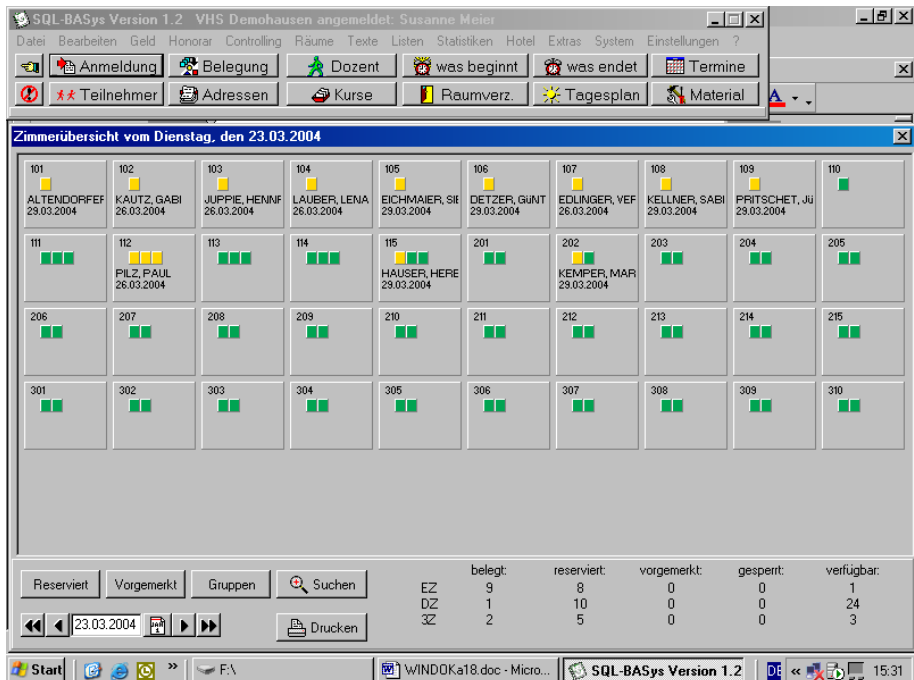 SQL-BASys Version 1.2 VHS Demohausen angemeldet: Susanne Meier
Datei Bearbeiten Geld Honorar Controlling Räume Texte Listen Statistiken Hotel Extras System Einstellungen ?
Anmeldung Belegung Dozent was beginnt was endet Termine
Teilnehmer Adressen Kurse Raumverz. Tagesplan Material
A
Zimmerübersicht vom Dienstag, den 23.03.2004
101 102 103 104 105 106 107 108 109 110
ALTENDORFEF KAUTZ, GABI JUPPIE, HENNF LAUBER, LENA EICHMAIER, SIE DETZER, GüNT EDLINGER, VEF KELLNER, SABI PRITSCHET, Jü
29.03.2004 26.03.2004 26.03.2004 26.03.2004 29.03.2004 29.03.2004 26.03.2004 29.03.2004 29.03.2004
111 112 113 114 115 201 202 203 204 205
PILZ, PAUL HAUSER, HERE KEMPER, MAR
26.03.2004 29.03.2004 29.03.2004
206 207 208 209 210 211 212 213 214 215
301 302 303 304 305 306 307 308 309 310
belegt: reserviert: vorgemerkt: gesperrt: verfügbar:
Reserviert Vorgemerkt Gruppen Suchen
EZ 9 8 0 0 1
DZ 1 10 0 0 24
3Z 2 5 0 0 3
23.03.2004 Drucken
Start » F:\ WINDOKa18.doc - Micro... SQL-BASys Version 1.2 DE « 15:31